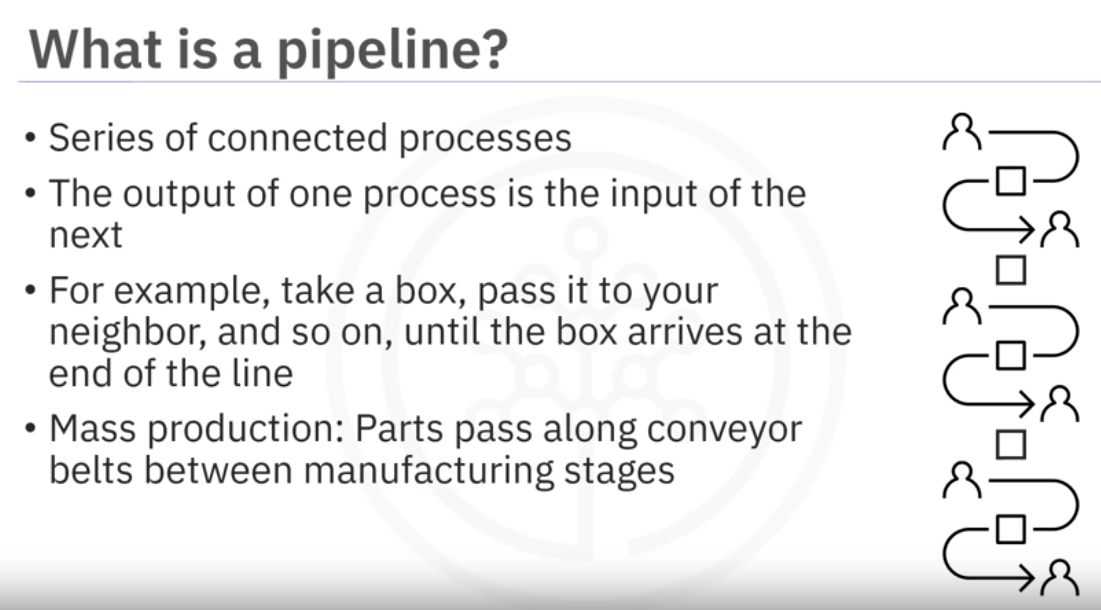 What is a pipeline?
• Series of connected processes
• The output of one process is the input of the
next
• For example, take a box, pass it to your
neighbor, and so on, until the box arrives at the
end of the line
• Mass production: Parts pass along conveyor
belts between manufacturing stages